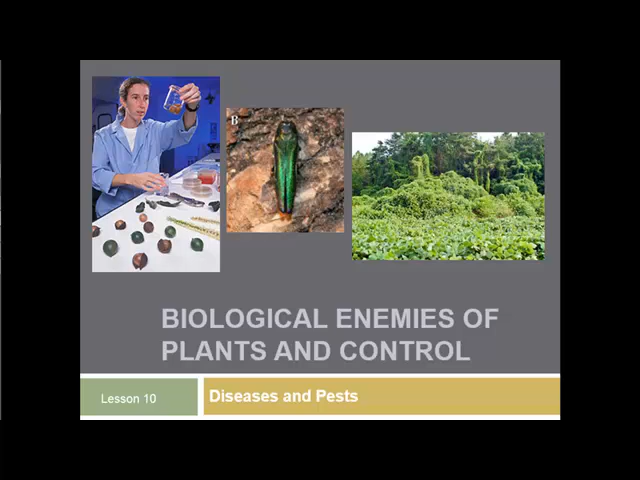 B
BIOLOGICAL ENEMIES OF
PLANTS AND CONTROL
Lesson 10
Diseases and Pests